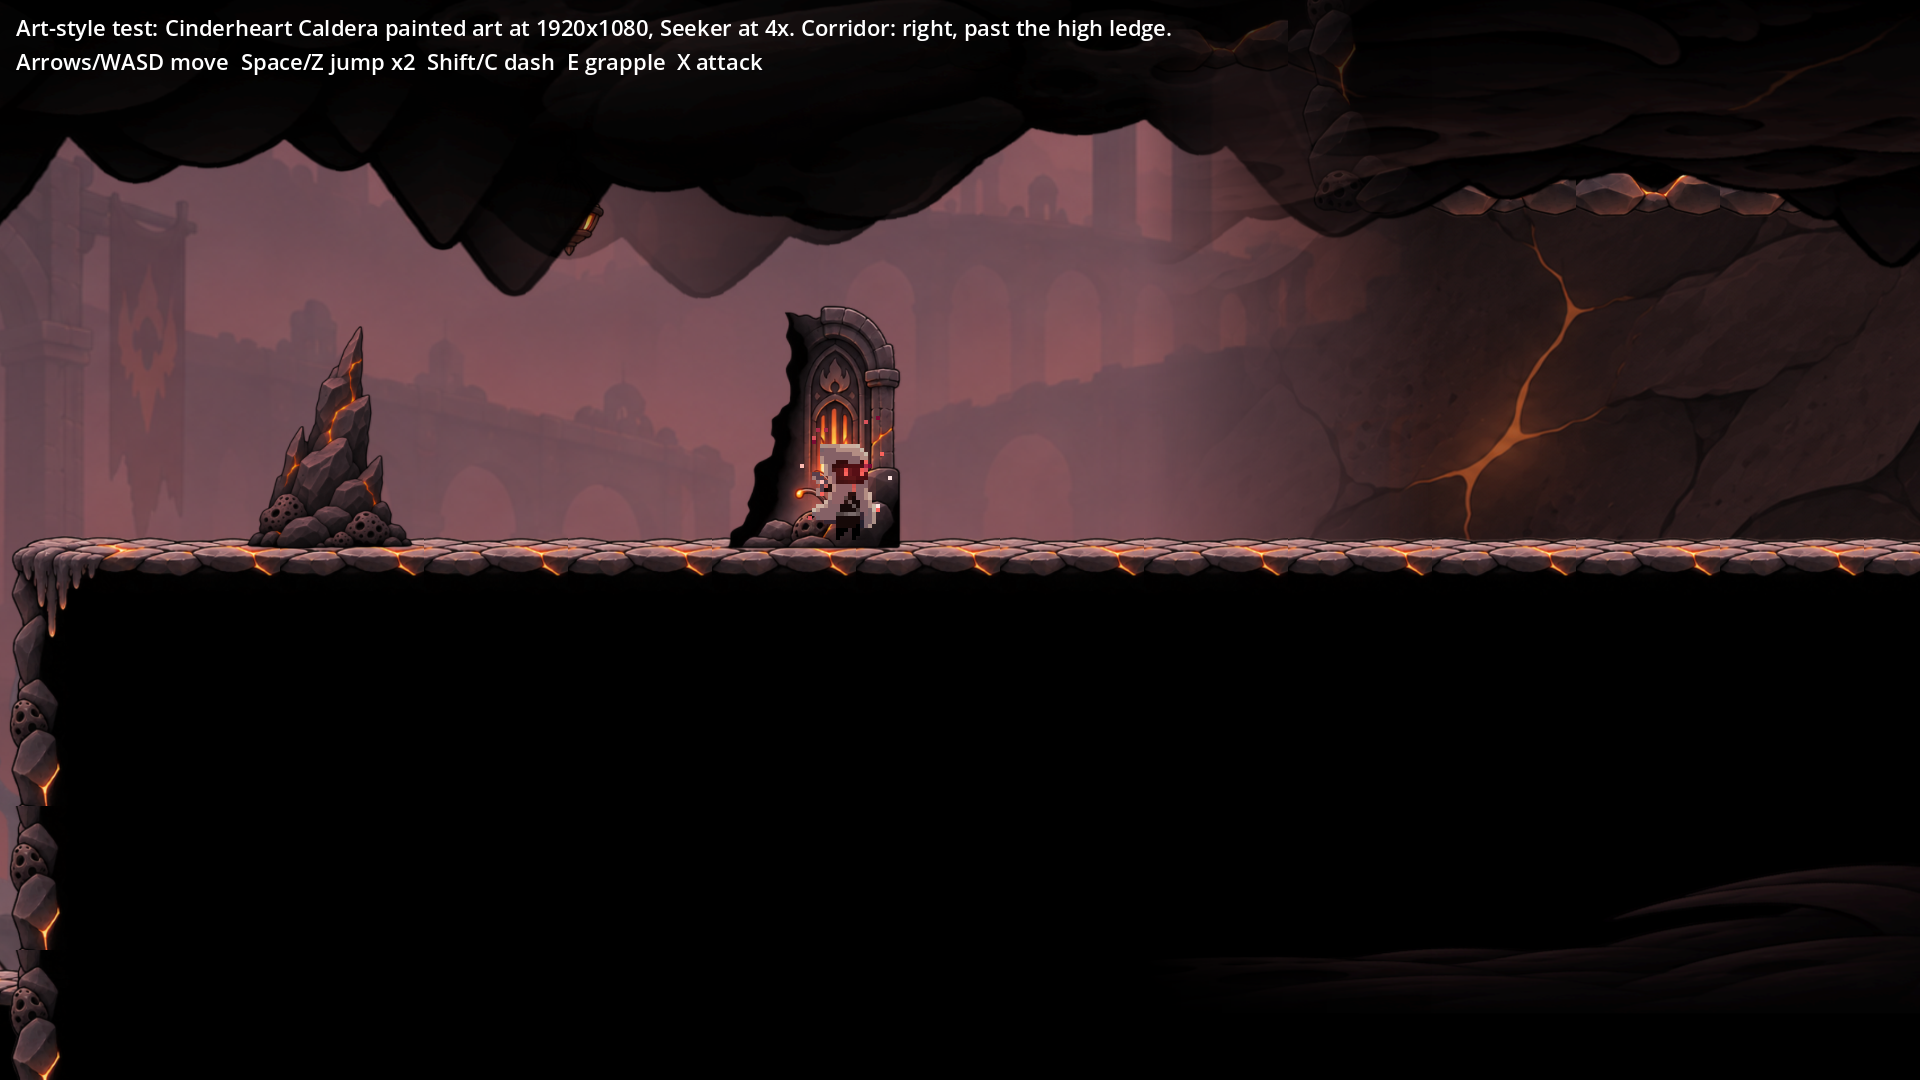 Art-style test: Cinderheart Caldera painted art at 1920x1080, Seeker at 4x. Corridor: right, past the high ledge.
Arrows/WASD move  Space/Z jump x2  Shift/C dash  E grapple  X attack